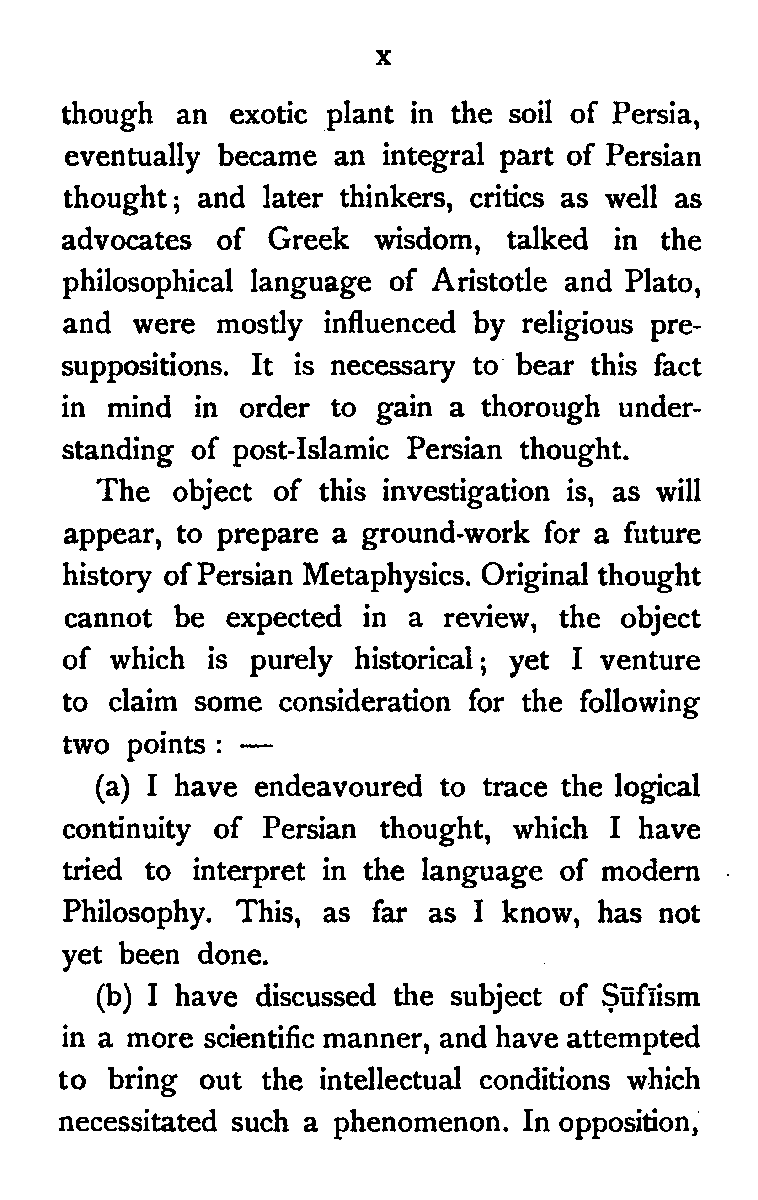 x
though an exotic plant in the soil of Persia,
eventually became an integral part of Persian
thought; and later thinkers, critics as well as
advocates of Greek wisdom, talked in the
philosophical language of Aristotle and Plato,
and were mostly influenced by religious pre-
suppositions. It is necessary to bear this fact
in mind in order to gain a thorough under-
standing of post-Islamic Persian thought.
The object of this investigation is, as will
appear, to prepare a ground-work for a future
history of Persian Metaphysics. Original thought
cannot be expected in a review, the object
of which is purely historical; yet I venture
to claim some consideration for the following
two points : —
(a) I have endeavoured to trace the logical
continuity of Persian thought, which I have
tried to interpret in the language of modern
Philosophy. This, as far as I know, has not
yet been done.
(b) I have discussed the subject of Ṣūfīism
in a more scientific manner, and have attempted
to bring out the intellectual conditions which
necessitated such a phenomenon. In opposition,